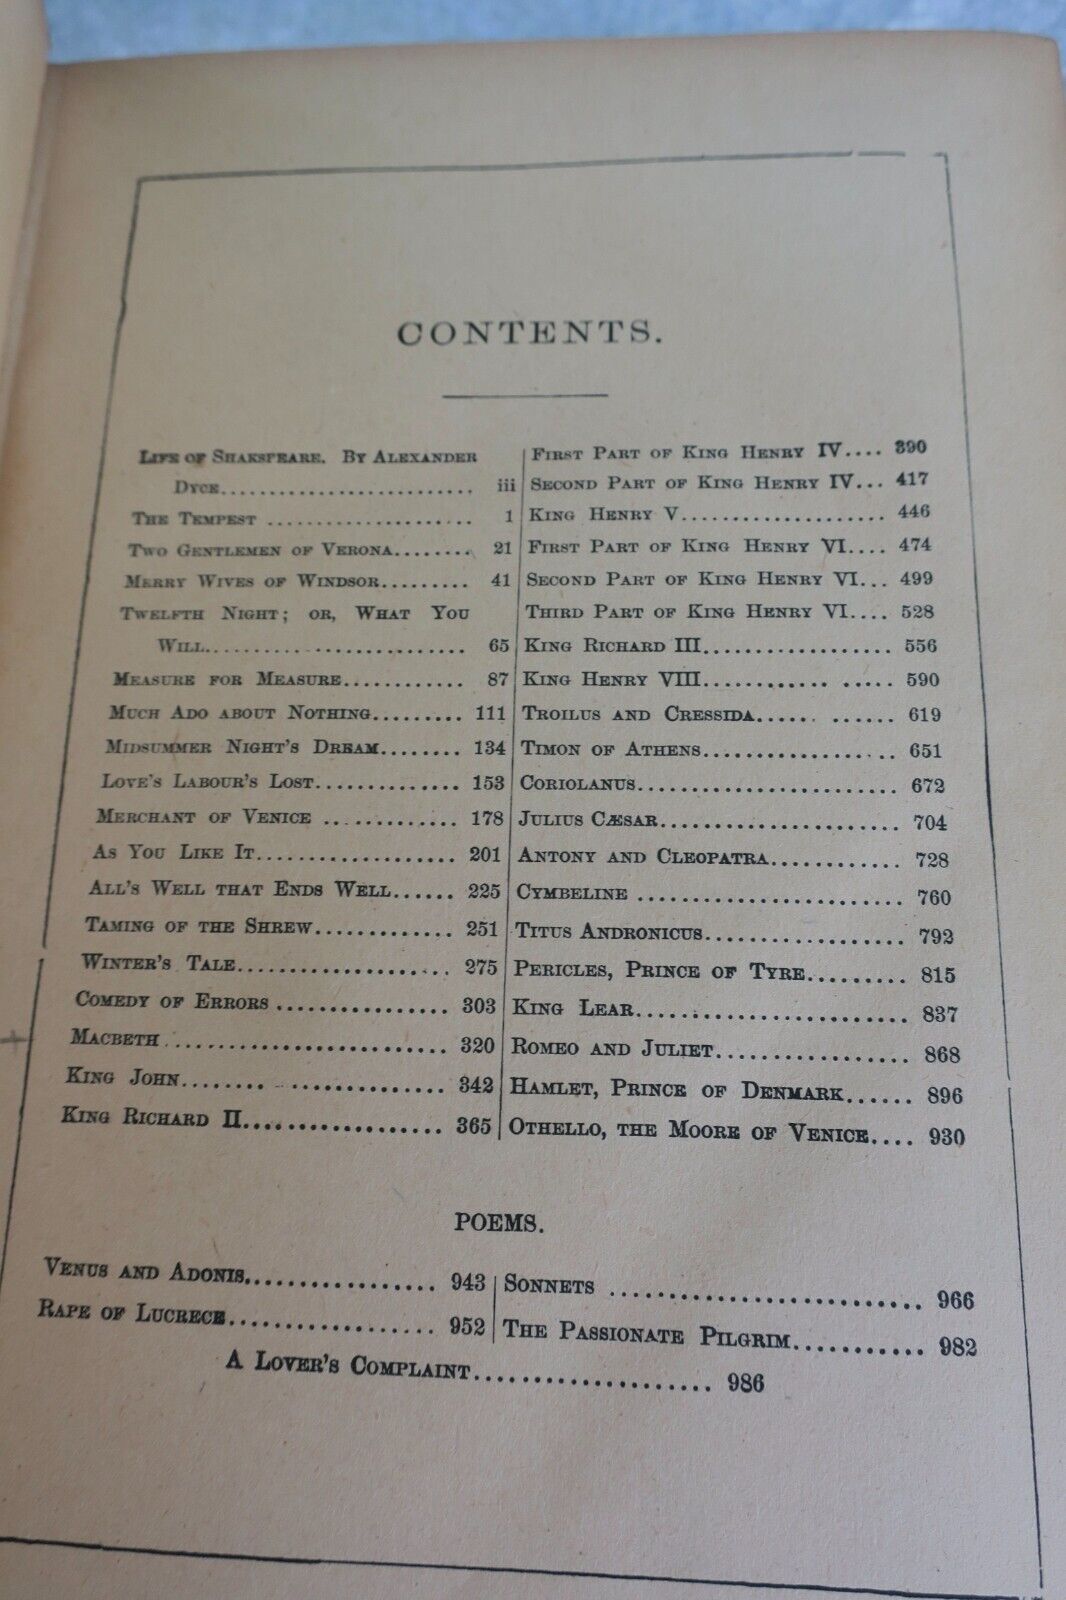 CONTENTS.
LIFE OF SHAKSPEARE. BY ALEXANDER
DYCE.......................... iii
THE TEMPEST ..................... 1
TWO GENTLEMEN OF VERONA........ 21
MERRY WIVES OF WINDSOR......... 41
TWELFTH NIGHT; OR, WHAT YOU
WILL.......................... 65
MEASURE FOR MEASURE............ 87
MUCH ADO ABOUT NOTHING......... 111
MIDSUMMER NIGHT'S DREAM........ 134
LOVE'S LABOUR'S LOST............... 153
MERCHANT OF VENICE ............. 178
AS YOU LIKE IT.................... 201
ALL'S WELL THAT ENDS WELL...... 225
TAMING OF THE SHREW............. 251
WINTER'S TALE..................... 275
COMEDY OF ERRORS ................ 303
MACBETH .......................... 320
KING JOHN........................ 342
KING RICHARD II.................. 365
FIRST PART OF KING HENRY IV.... 390
SECOND PART OF KING HENRY IV... 417
KING HENRY V.................... 446
FIRST PART OF KING HENRY VI.... 474
SECOND PART OF KING HENRY VI... 499
THIRD PART OF KING HENRY VI.... 528
KING RICHARD III.................. 556
KING HENRY VIII............ ..... 590
TROILUS AND CRESSIDA...... ...... 619
TIMON OF ATHENS.................. 651
CORIOLANUS........................ 672
JULIUS CÆSAR...................... 704
ANTONY AND CLEOPATRA............ 728
CYMBELINE ........................ 760
TITUS ANDRONICUS.................. 792
PERICLES, PRINCE OF TYRE......... 815
KING LEAR......................... 837
ROMEO AND JULIET................. 868
HAMLET, PRINCE OF DENMARK...... 896
OTHELLO, THE MOORE OF VENICE.... 930
POEMS.
VENUS AND ADONIS................. 943
RAPE OF LUCRECE.................. 952
SONNETS ........................... 966
THE PASSIONATE PILGRIM........... 982
A LOVER'S COMPLAINT.................... 986